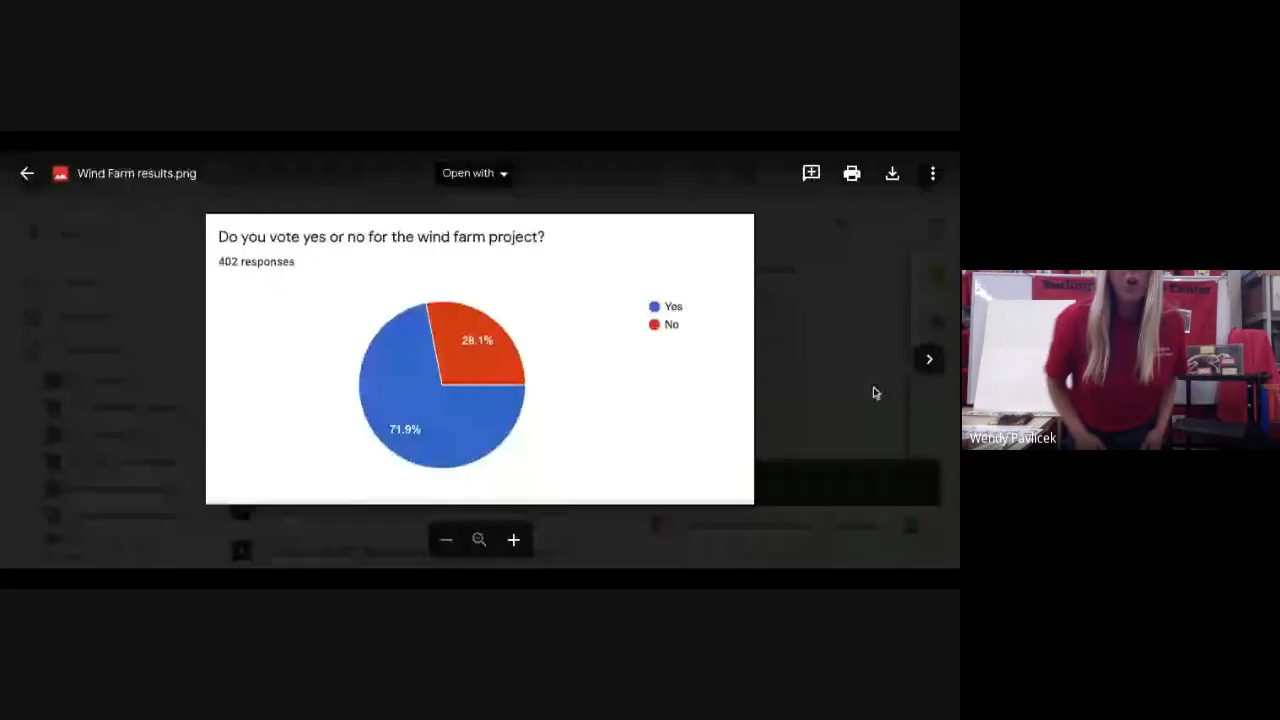 Wind Farm results.png
Open with
Do you vote yes or no for the wind farm project?
402 responses
Yes
No
28.1%
71.9%
Center
Wendy Pavlicek